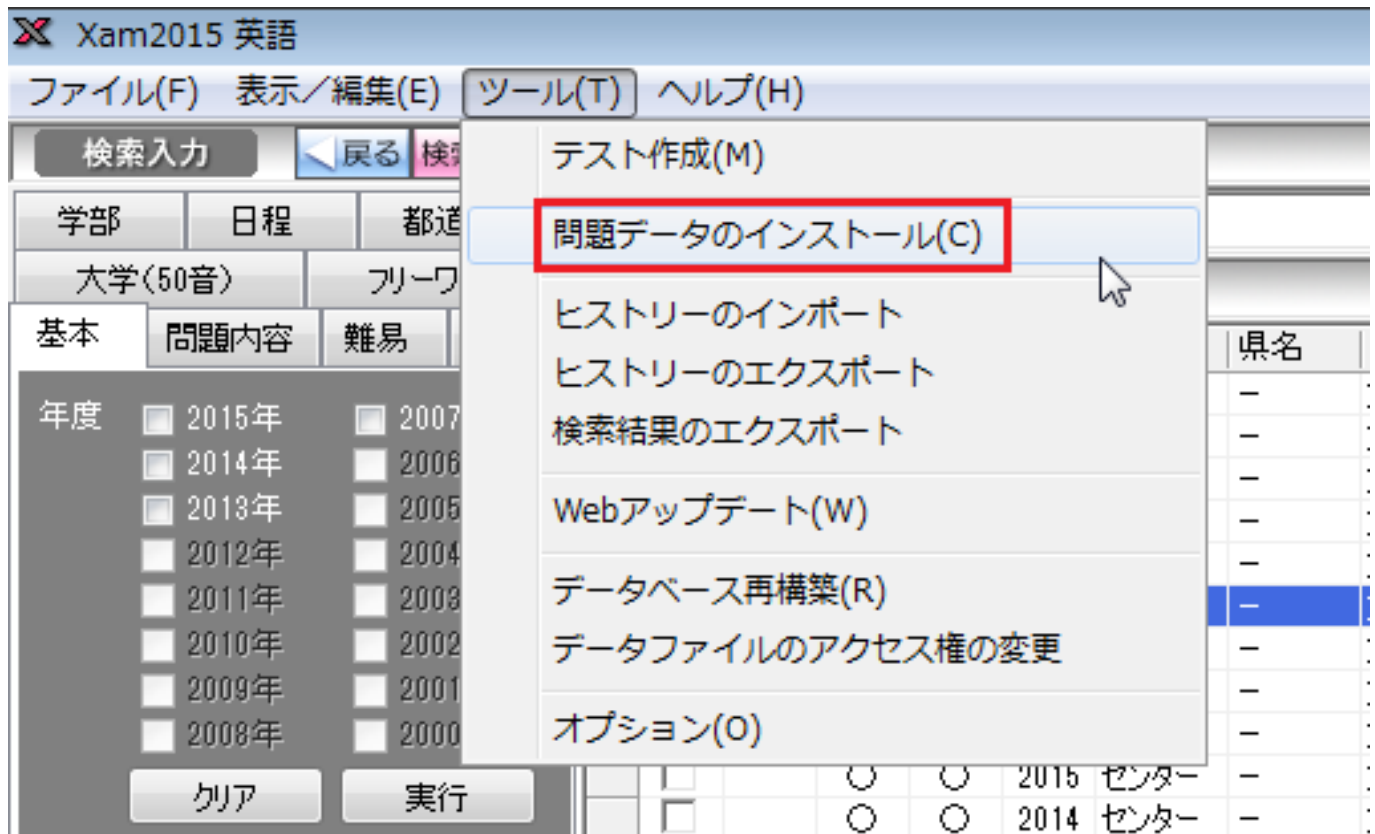 Xam2015 英語
ファイル(F) 表示／編集(E) ツール(T) ヘルプ(H)
検索入力 戻る
テスト作成(M)
学部 日程
問題データのインストール(C)
大学(50音)
ヒストリーのインポート
基本 問題内容 難易 県名
ヒストリーのエクスポート
年度 2015年 2007
検索結果のエクスポート
2014年 2006
2013年 2005
Webアップデート(W)
2012年 2004
データベース再構築(R)
2011年 2003
2010年 2002
データファイルのアクセス権の変更
2009年 2001
オプション(O)
2008年 2000
クリア 実行
○ ○ 2015 センター −
○ ○ 2014 センター −